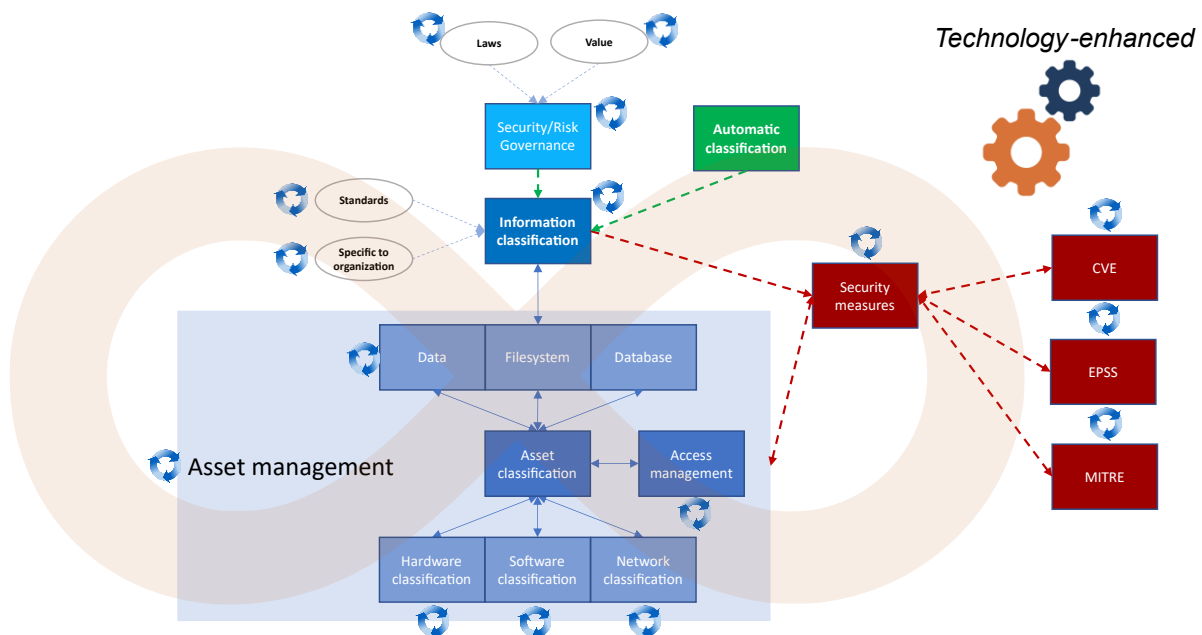 Technology-enhanced
Laws
Value
Security/Risk
Governance
Automatic
classification
Standards
Information
classification
Specific to
organization
Security
measures
CVE
Data
Filesystem
Database
EPSS
Asset management
Asset
classification
Access
management
MITRE
Hardware
classification
Software
classification
Network
classification